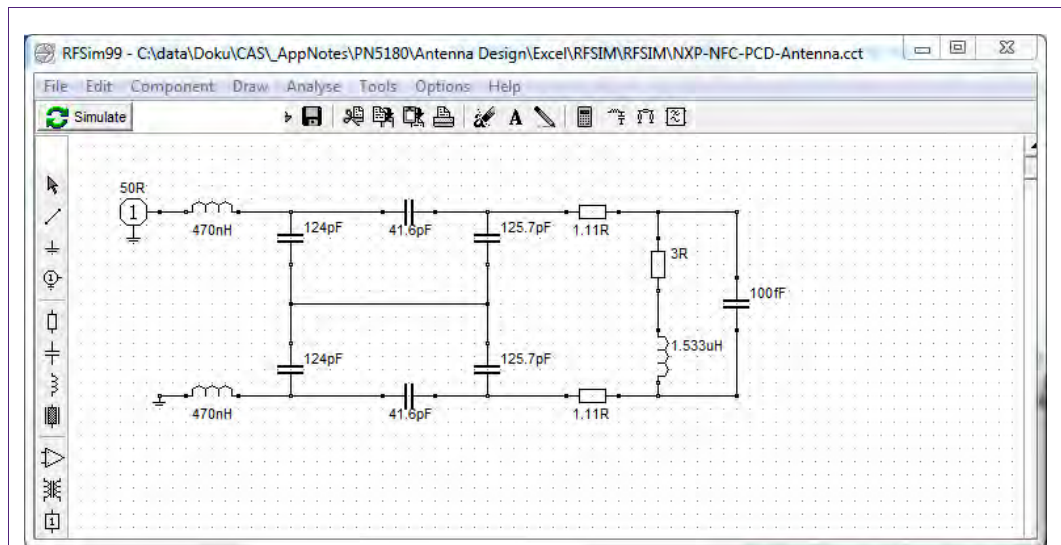 RFSim99 - C:\data\Doku\CAS\_AppNotes\PN5180\Antenna Design\Excel\RFSIM\RFSIM\NXP-NFC-PCD-Antenna.cct
File Edit Component Draw Analyse Tools Options Help
Simulate
A
50R
1
470nH
124pF
41.6pF
125.7pF
1.11R
3R
100fF
1.533uH
124pF
125.7pF
470nH
41.6pF
1.11R
1
1